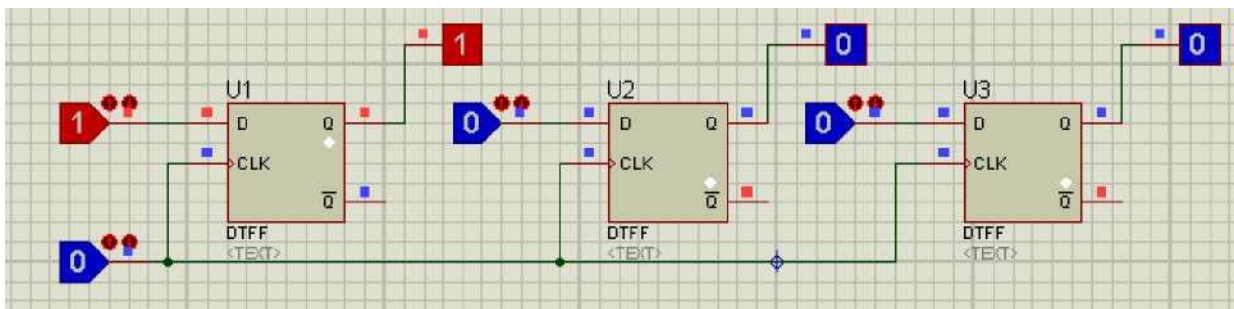 1 0 0
U1 U2 U3
1 D Q 0 D Q 0 D Q
CLK CLK CLK
Q Q Q
DTFF DTFF DTFF
0 <TEXT> <TEXT> <TEXT>